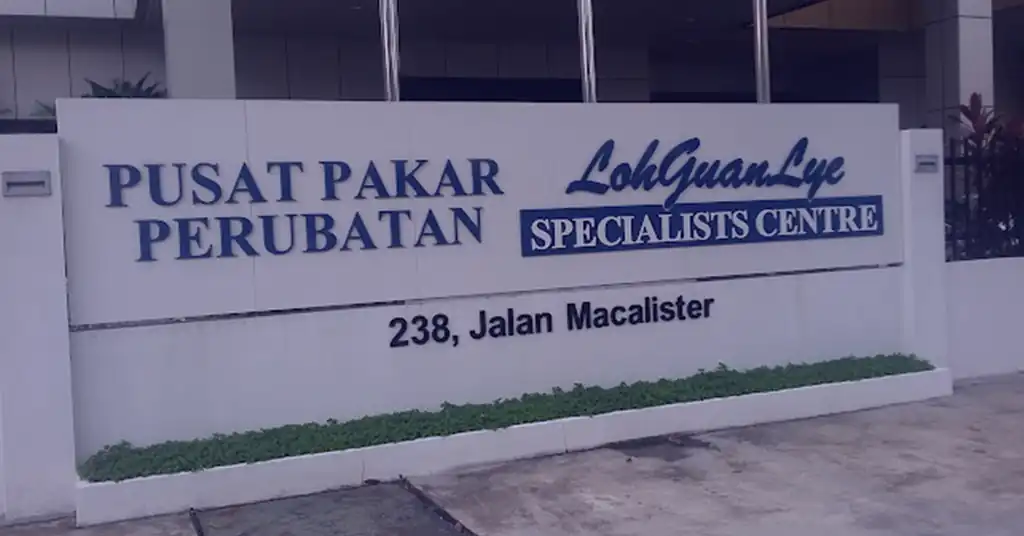 PUSAT PAKAR
PERUBATAN
LohGuanLye
SPECIALISTS CENTRE
238, Jalan Macalister